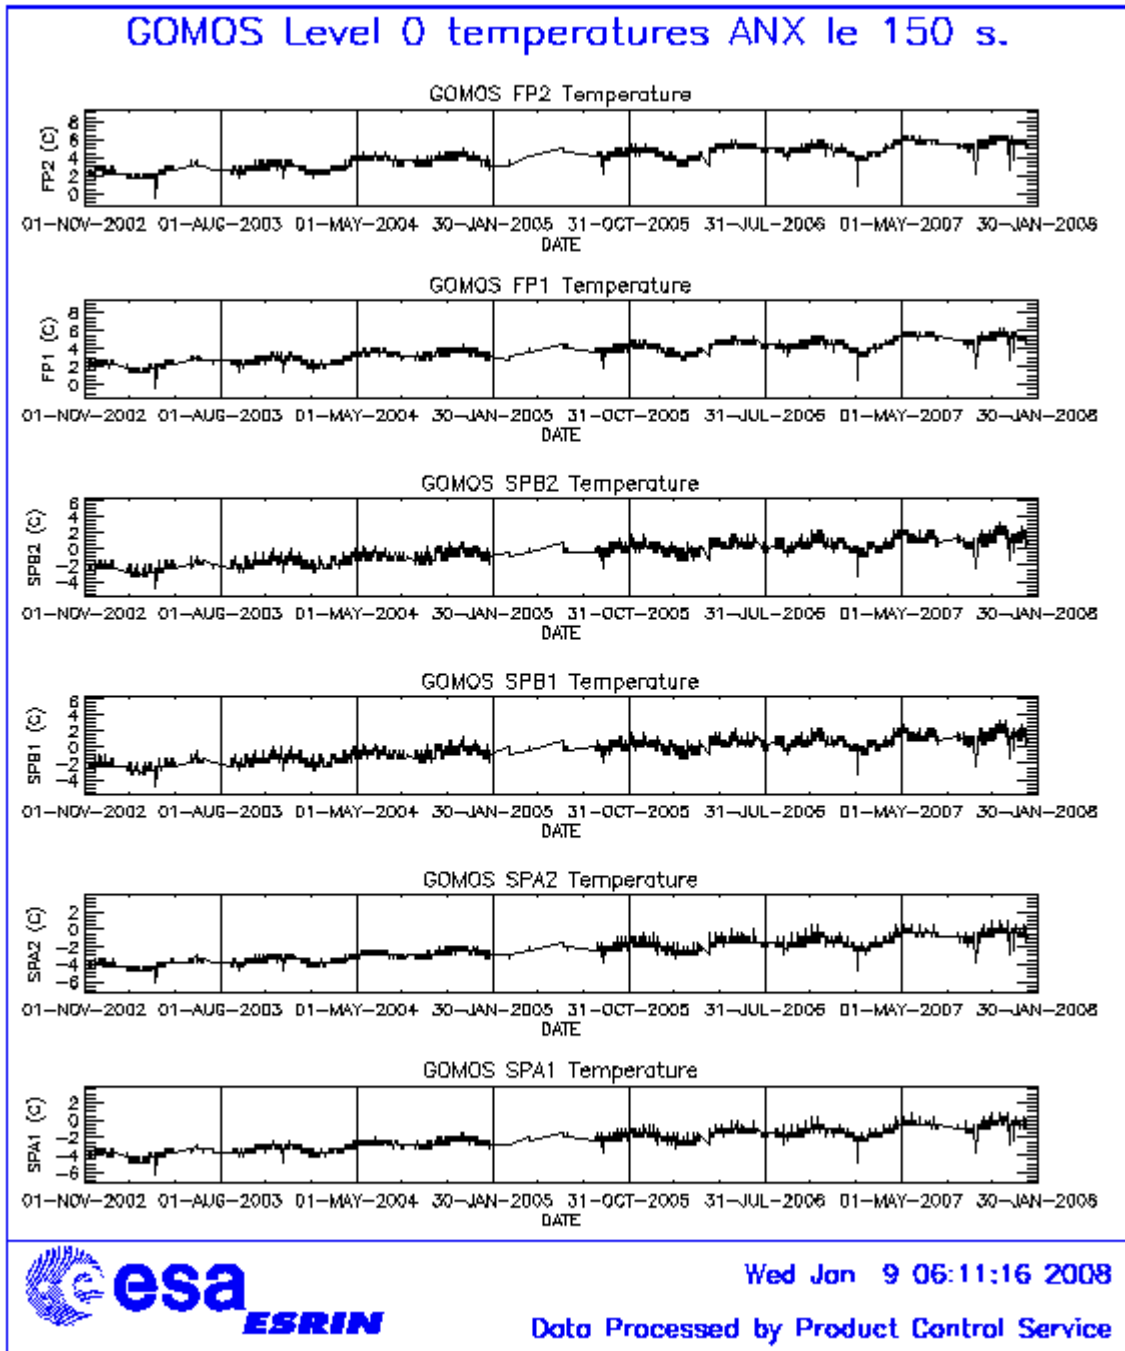 GOMOS Level 0 temperatures ANX le 150 s.
GOMOS FP2 Temperature
FP2 (C)
8
6
4
2
0
01-NOV-2002 01-AUG-2003 01-MAY-2004 30-JAN-2005 31-OCT-2005 31-JUL-2006 01-MAY-2007 30-JAN-2008
DATE
GOMOS FP1 Temperature
FP1 (C)
8
6
4
2
0
01-NOV-2002 01-AUG-2003 01-MAY-2004 30-JAN-2005 31-OCT-2005 31-JUL-2006 01-MAY-2007 30-JAN-2008
DATE
GOMOS SPB2 Temperature
SPB2 (C)
6
4
2
0
-2
-4
01-NOV-2002 01-AUG-2003 01-MAY-2004 30-JAN-2005 31-OCT-2005 31-JUL-2006 01-MAY-2007 30-JAN-2008
DATE
GOMOS SPB1 Temperature
SPB1 (C)
6
4
2
0
-2
-4
01-NOV-2002 01-AUG-2003 01-MAY-2004 30-JAN-2005 31-OCT-2005 31-JUL-2006 01-MAY-2007 30-JAN-2008
DATE
GOMOS SPA2 Temperature
SPA2 (C)
2
0
-2
-4
-6
01-NOV-2002 01-AUG-2003 01-MAY-2004 30-JAN-2005 31-OCT-2005 31-JUL-2006 01-MAY-2007 30-JAN-2008
DATE
GOMOS SPA1 Temperature
SPA1 (C)
2
0
-2
-4
-6
01-NOV-2002 01-AUG-2003 01-MAY-2004 30-JAN-2005 31-OCT-2005 31-JUL-2006 01-MAY-2007 30-JAN-2008
DATE
esa
ESRIN
Wed Jan 9 06:11:16 2008
Data Processed by Product Control Service